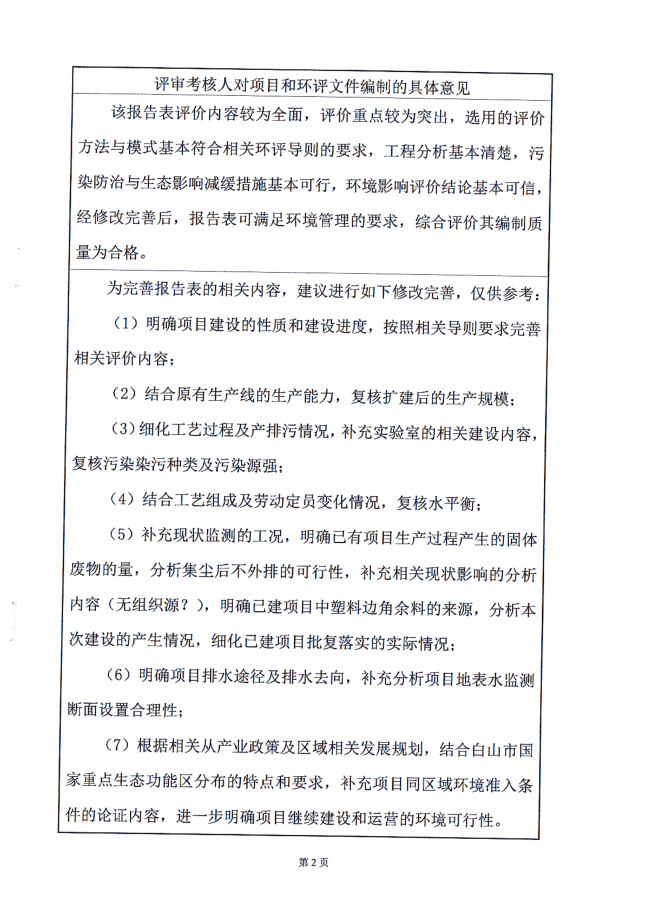 评审考核人对项目和环评文件编制的具体意见
该报告表评价内容较为全面，评价重点较为突出，选用的评价
方法与模式基本符合相关环评导则的要求，工程分析基本清楚，污
染防治与生态影响减缓措施基本可行，环境影响评价结论基本可信，
经修改完善后，报告表可满足环境管理的要求，综合评价其编制质
量为合格。
为完善报告表的相关内容，建议进行如下修改完善，仅供参考：
（1）明确项目建设的性质和建设进度，按照相关导则要求完善
相关评价内容；
（2）结合原有生产线的生产能力，复核扩建后的生产规模；
（3）细化工艺过程及产排污情况，补充实验室的相关建设内容，
复核污染染污种类及污染源强；
（4）结合工艺组成及劳动定员变化情况，复核水平衡；
（5）补充现状监测的工况，明确已有项目生产过程产生的固体
废物的量，分析集尘后不外排的可行性，补充相关现状影响的分析
内容（无组织源？），明确已建项目中塑料边角余料的来源，分析本
次建设的产生情况，细化已建项目批复落实的实际情况；
（6）明确项目排水途径及排水去向，补充分析项目地表水监测
断面设置合理性；
（7）根据相关从产业政策及区域相关发展规划，结合白山市国
家重点生态功能区分布的特点和要求，补充项目同区域环境准入条
件的论证内容，进一步明确项目继续建设和运营的环境可行性。
第 2 页